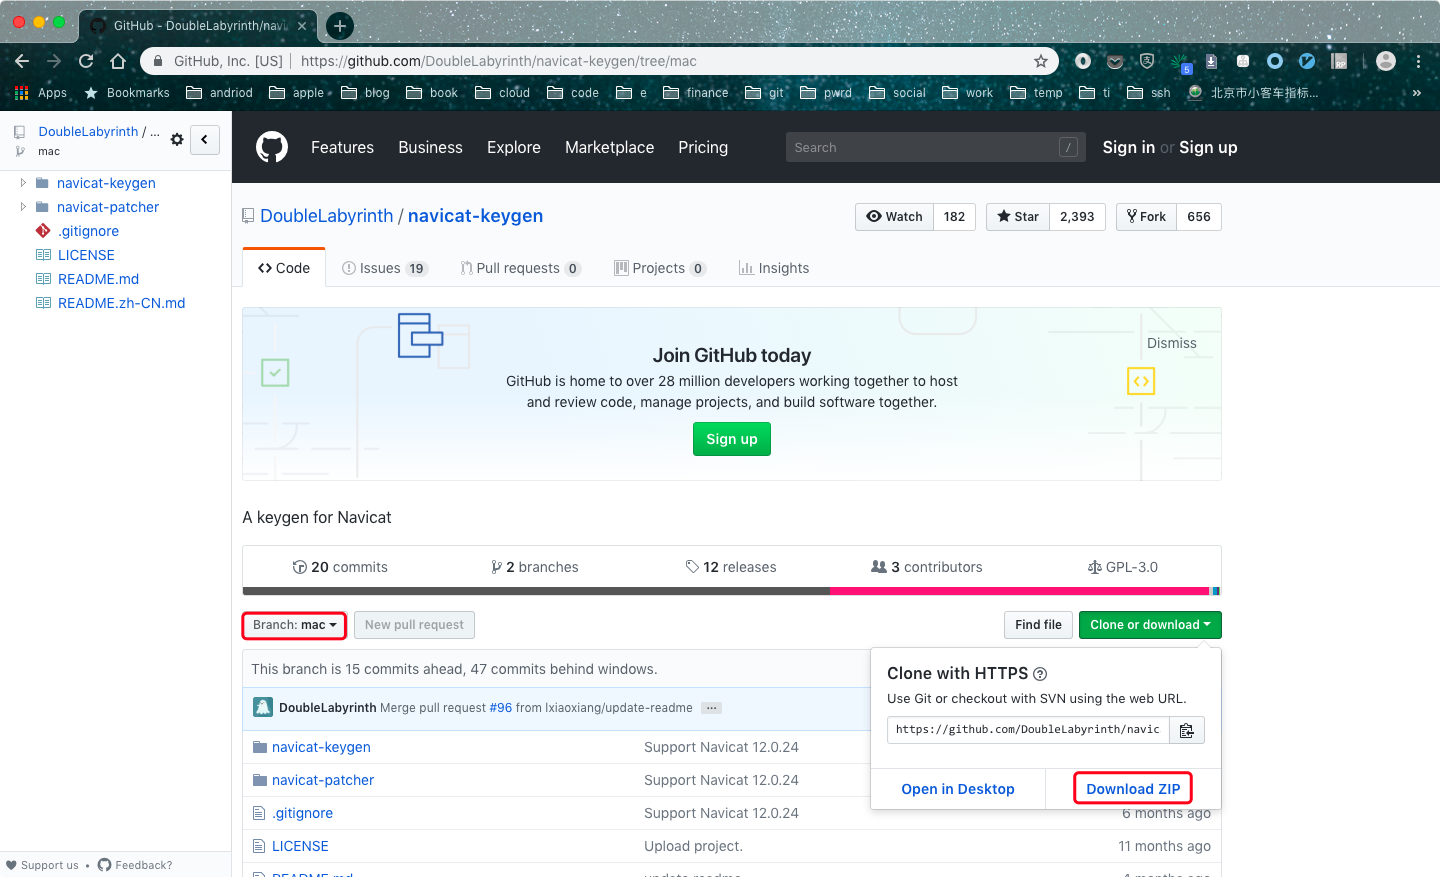 GitHub - DoubleLabyrinth/navi
GitHub, Inc. [US] | https://github.com/DoubleLabyrinth/navicat-keygen/tree/mac
5
RP
Apps Bookmarks andriod apple blog book cloud code e finance git pwrd social work temp ti ssh 北京市小客车指标... »
DoubleLabyrinth / ...
mac
navicat-keygen
navicat-patcher
.gitignore
LICENSE
README.md
README.zh-CN.md
Support us • Feedback?
Features Business Explore Marketplace Pricing Search / Sign in or Sign up
DoubleLabyrinth / navicat-keygen
Watch 182 Star 2,393 Fork 656
Code Issues 19 Pull requests 0 Projects 0 Insights
Join GitHub today
Dismiss
GitHub is home to over 28 million developers working together to host
and review code, manage projects, and build software together.
Sign up
A keygen for Navicat
20 commits 2 branches 12 releases 3 contributors GPL-3.0
Branch: mac New pull request Find file Clone or download
This branch is 15 commits ahead, 47 commits behind windows.
DoubleLabyrinth Merge pull request #96 from lxiaoxiang/update-readme ...
Clone with HTTPS
Use Git or checkout with SVN using the web URL.
https://github.com/DoubleLabyrinth/navic
Open in Desktop Download ZIP
navicat-keygen Support Navicat 12.0.24
navicat-patcher Support Navicat 12.0.24
.gitignore Support Navicat 12.0.24 6 months ago
LICENSE Upload project. 11 months ago
README.md update readme 4 months ago